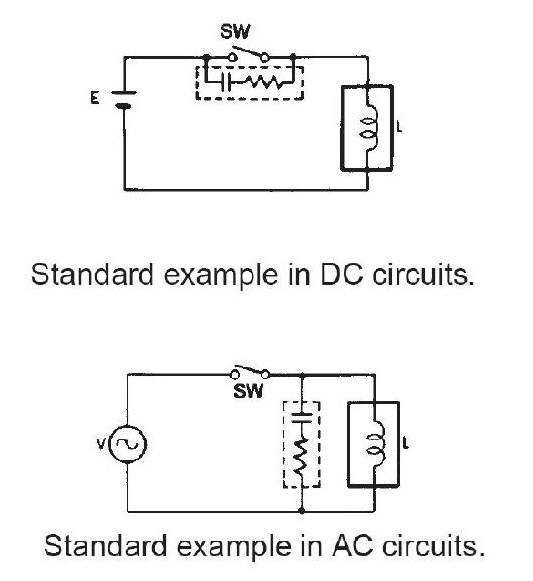 SW
E
L
Standard example in DC circuits.
SW
V
L
Standard example in AC circuits.